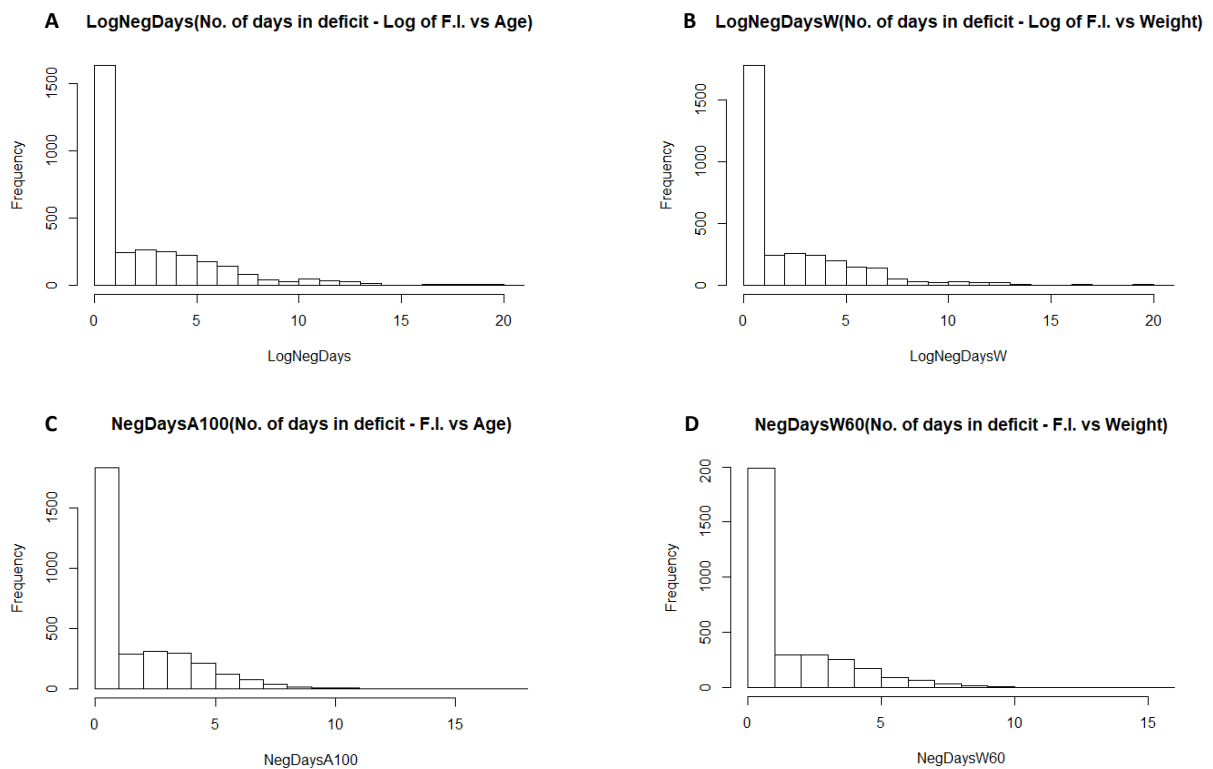 A LogNegDays(No. of days in deficit - Log of F.I. vs Age)
Frequency
0 500 1000 1500
0 5 10 15 20
LogNegDays
B LogNegDaysW(No. of days in deficit - Log of F.I. vs Weight)
Frequency
0 500 1000 1500
0 5 10 15 20
LogNegDaysW
C NegDaysA100(No. of days in deficit - F.I. vs Age)
Frequency
0 500 1000 1500
0 5 10 15
NegDaysA100
D NegDaysW60(No. of days in deficit - F.I. vs Weight)
Frequency
0 500 1000 1500 200
0 5 10 15
NegDaysW60